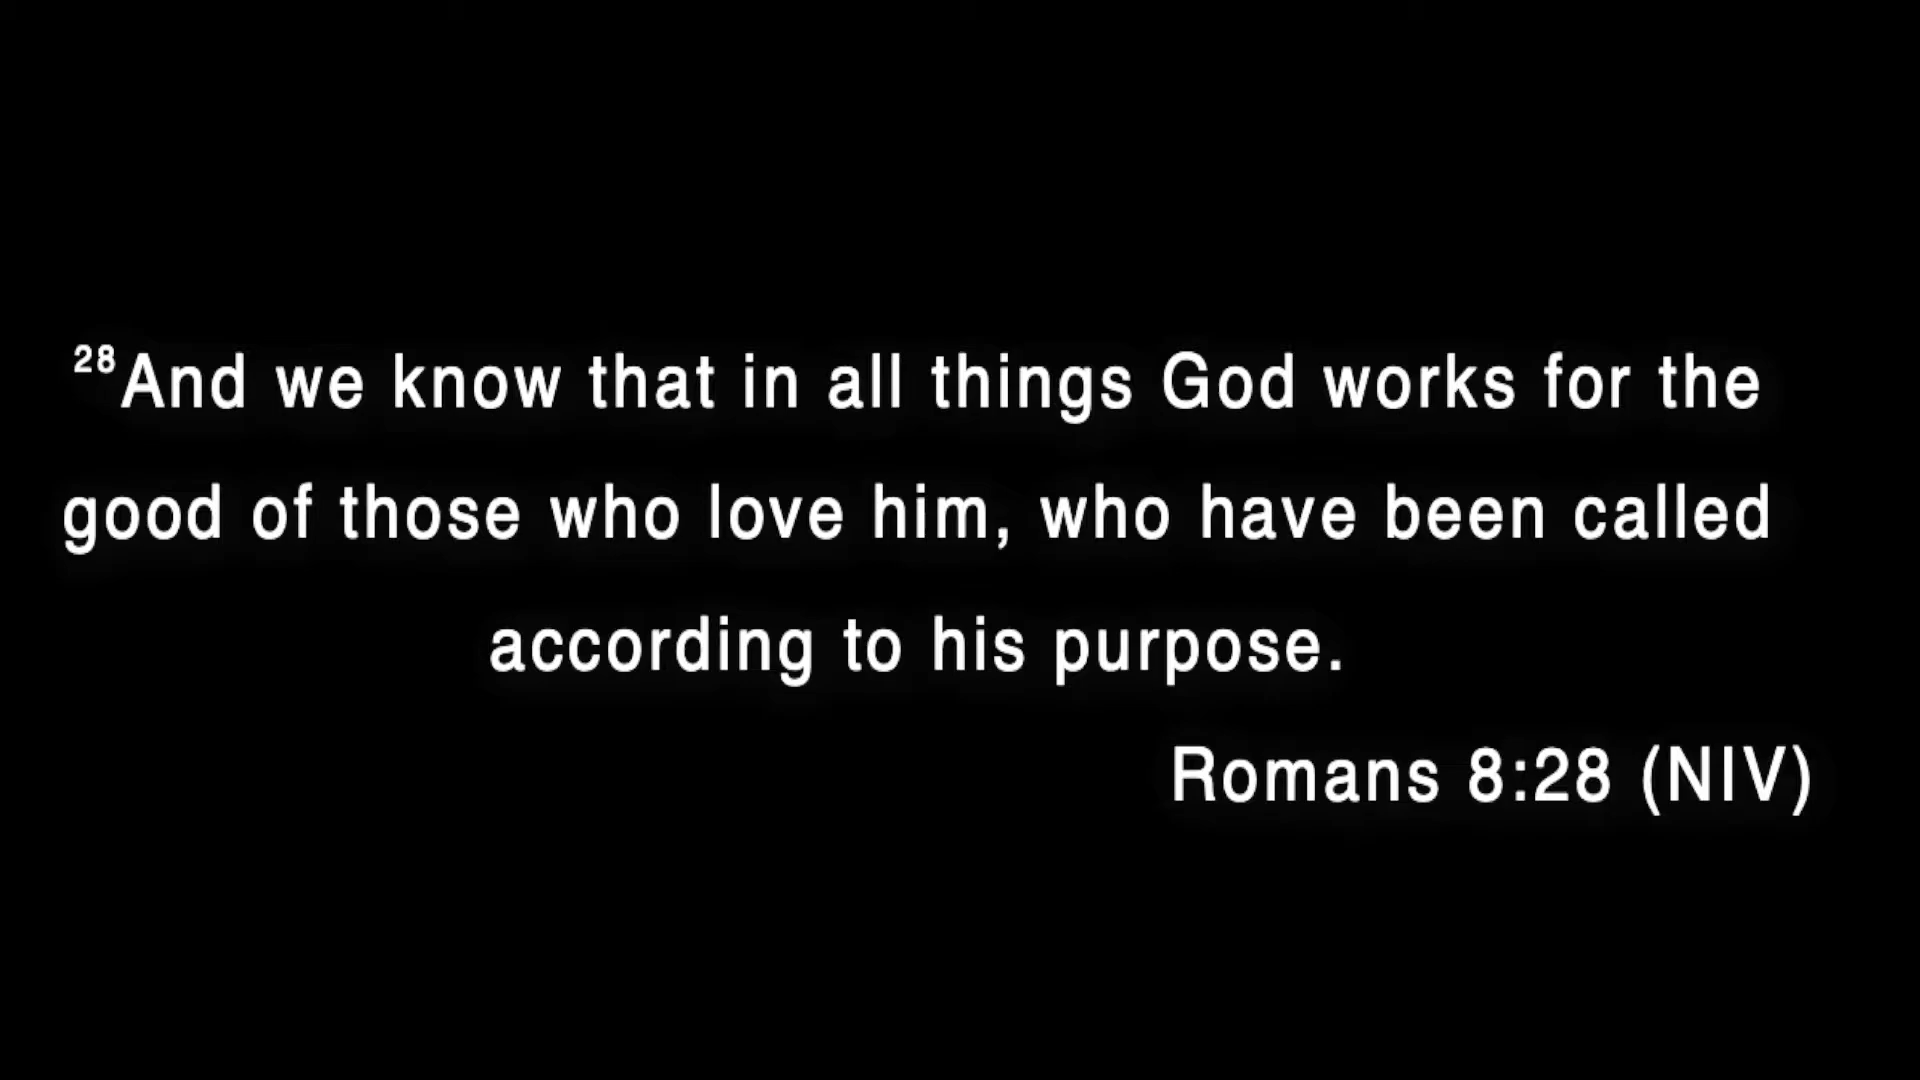 ²⁸And we know that in all things God works for the
good of those who love him, who have been called
according to his purpose.
Romans 8:28 (NIV)